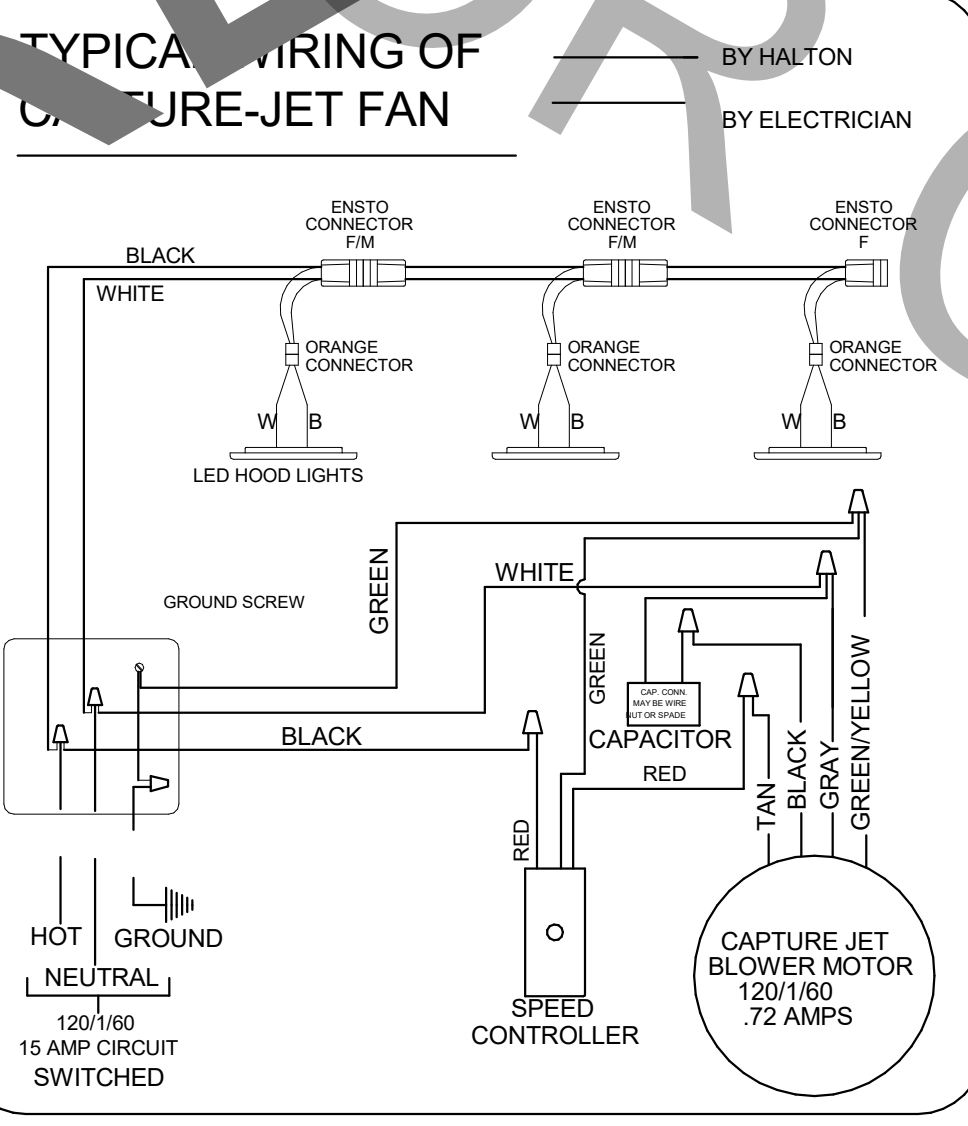 TYPICAL WIRING OF
CAPTURE-JET FAN
BY HALTON
BY ELECTRICIAN
ENSTO
CONNECTOR
F/M
ENSTO
CONNECTOR
F/M
ENSTO
CONNECTOR
F
BLACK
WHITE
ORANGE
CONNECTOR
ORANGE
CONNECTOR
ORANGE
CONNECTOR
W B
W B
W B
LED HOOD LIGHTS
GREEN
WHITE
GROUND SCREW
GREEN
CAP. CONN.
MAY BE WIRE
NUT OR SPADE
CAPACITOR
BLACK
RED
RED
TAN
BLACK
GRAY
GREEN/YELLOW
HOT
GROUND
NEUTRAL
120/1/60
15 AMP CIRCUIT
SWITCHED
SPEED
CONTROLLER
CAPTURE JET
BLOWER MOTOR
120/1/60
.72 AMPS